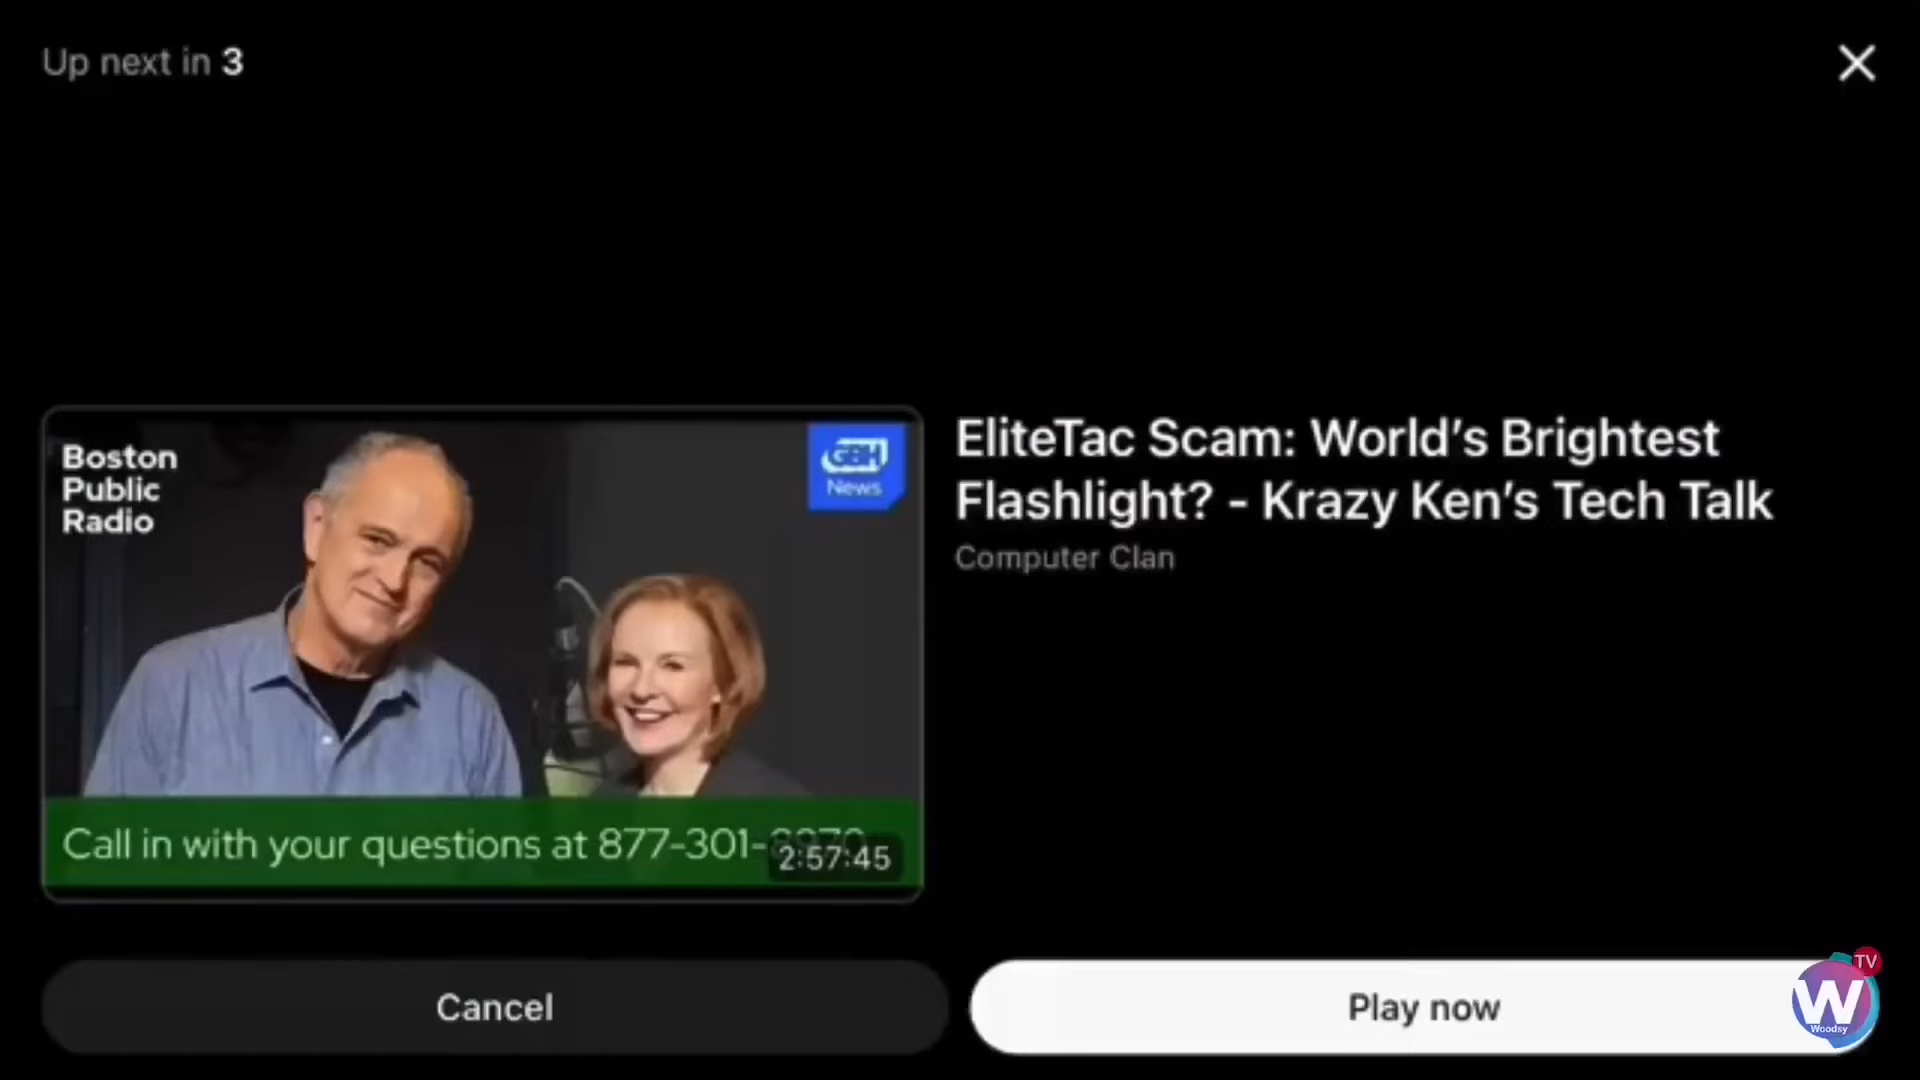 Up next in 3
Boston
Public
Radio
GBH
News
Call in with your questions at 877-301-
2:57:45
EliteTac Scam: World's Brightest
Flashlight? - Krazy Ken's Tech Talk
Computer Clan
Cancel
Play now
TV
W
Woodsy